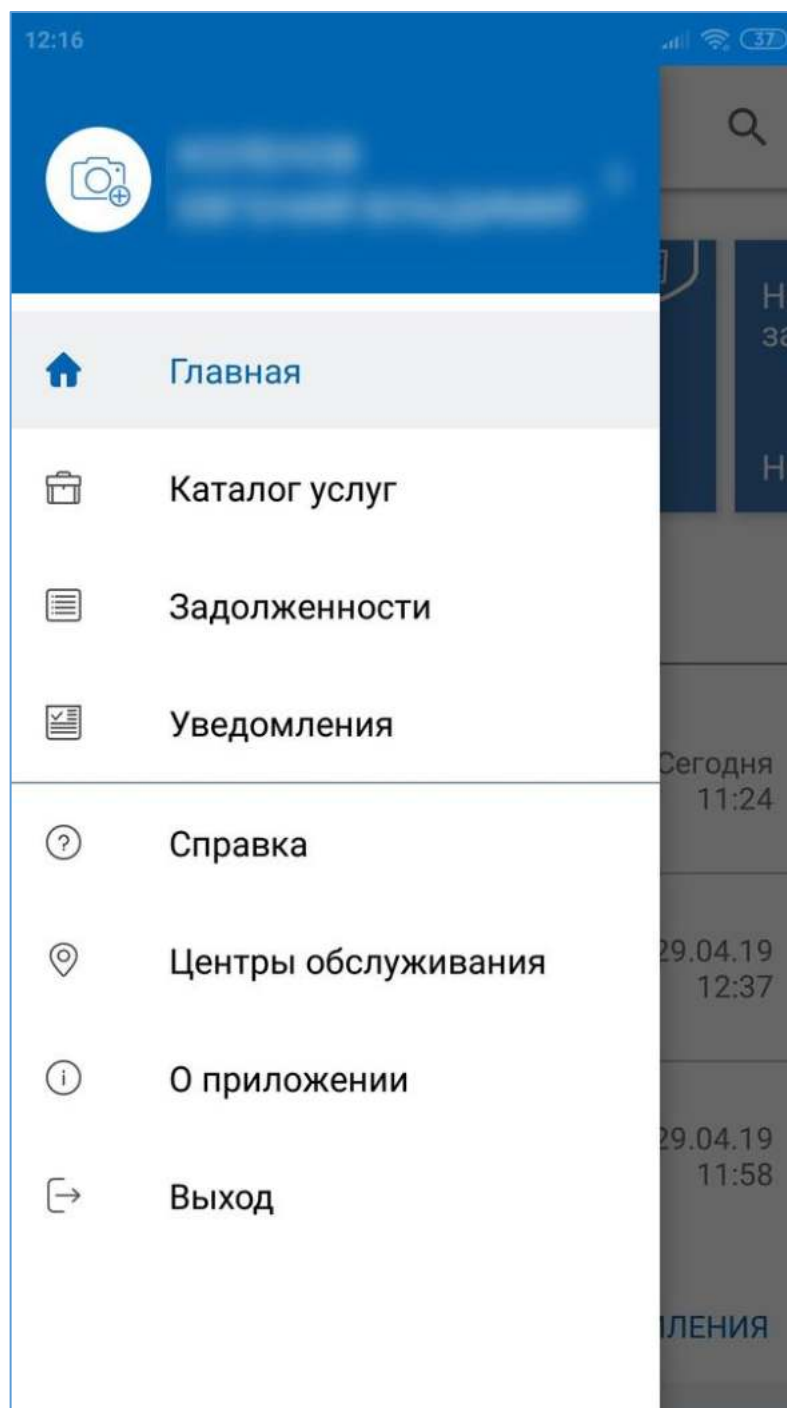 12:16
37
Главная
Каталог услуг
Задолженности
Уведомления
Сегодня
11:24
Справка
29.04.19
12:37
Центры обслуживания
О приложении
29.04.19
11:58
Выход